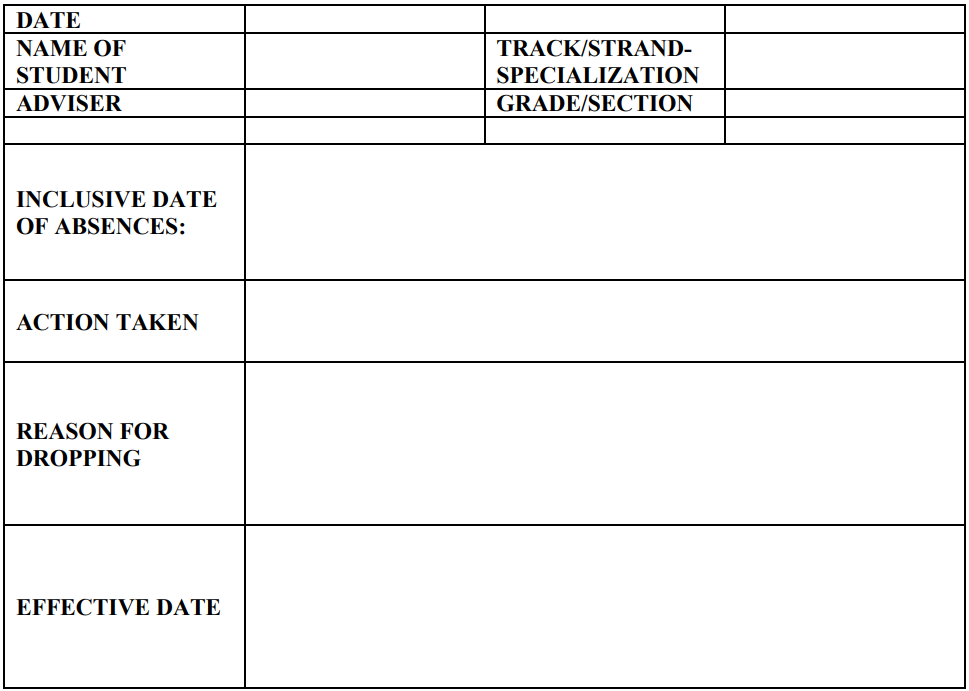 DATE
NAME OF
STUDENT
TRACK/STRAND-
SPECIALIZATION
ADVISER
GRADE/SECTION
INCLUSIVE DATE
OF ABSENCES:
ACTION TAKEN
REASON FOR
DROPPING
EFFECTIVE DATE